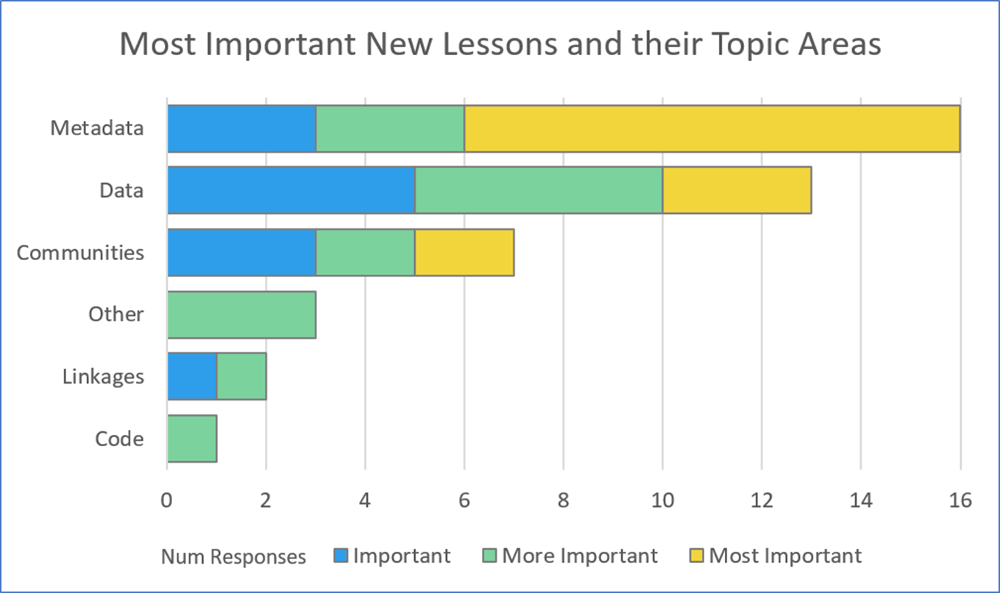 Most Important New Lessons and their Topic Areas
Metadata
Data
Communities
Other
Linkages
Code
0 2 4 6 8 10 12 14 16
Num Responses Important More Important Most Important